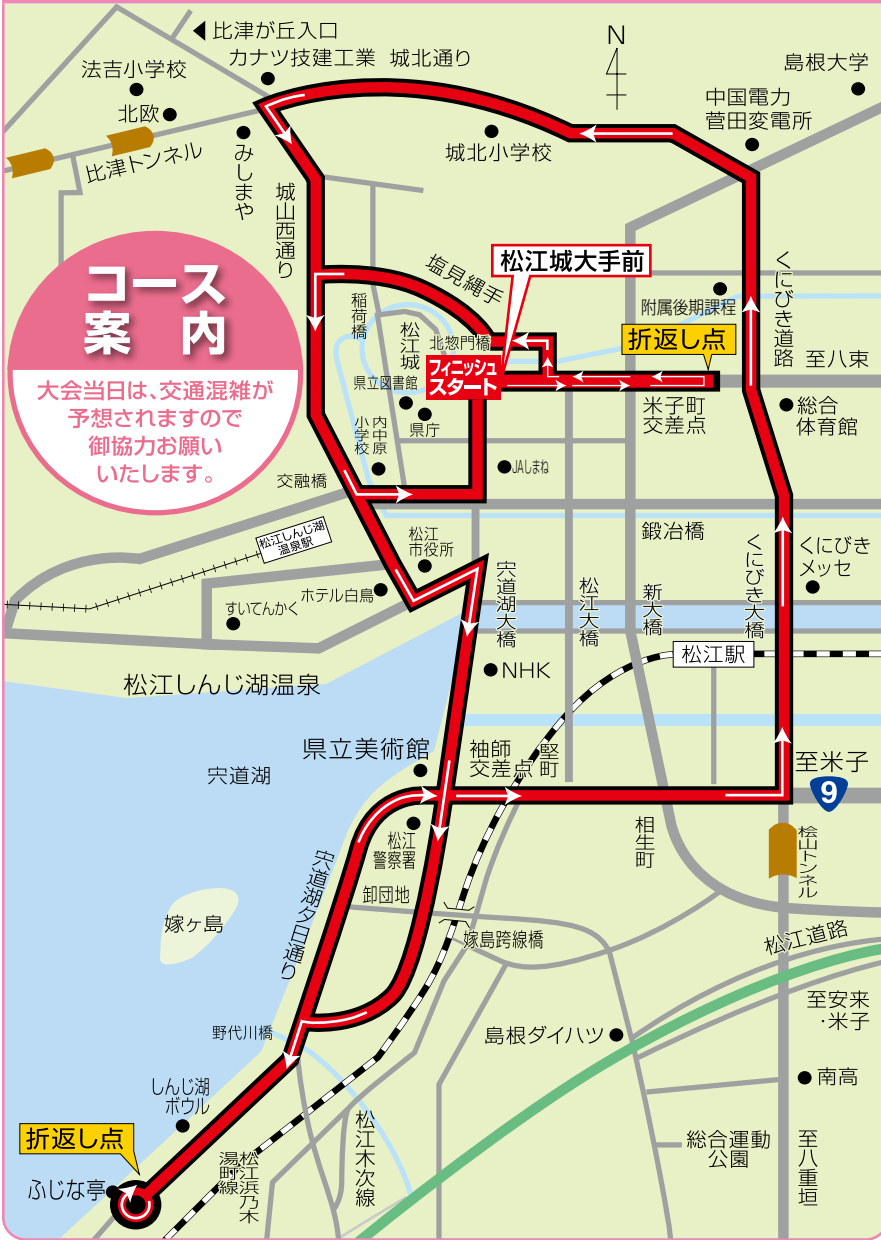 比津が丘入口
カナツ技建工業
城北通り
N
島根大学
法吉小学校
北欧
中国電力
菅田変電所
比津トンネル
みしまや
城北小学校
城山西通り
コース
案 内
大会当日は、交通混雑が
予想されますので
御協力お願い
いたします。
塩見縄手
松江城大手前
くにびき道路
稲荷橋
松江城
北惣門橋
附属後期課程
折返し点
至八束
フィニッシュ
スタート
県立図書館
県庁
米子町
交差点
総合
体育館
内中原
小学校
JAしまね
交融橋
松江しんじ湖
温泉駅
松江
市役所
鍛冶橋
くにびき
メッセ
宍道湖大橋
松江大橋
新大橋
くにびき大橋
ホテル白鳥
すいてんかく
松江駅
NHK
松江しんじ湖温泉
県立美術館
袖師
交差点
竪町
至米子
9
宍道湖
松江
警察署
相生町
桧山トンネル
宍道湖夕日通り
卸団地
嫁ヶ島
嫁島跨線橋
松江道路
至安来
・米子
野代川橋
島根ダイハツ
南高
しんじ湖
ボウル
折返し点
ふじな亭
松江浜乃木
湯町線
松江木次線
総合運動
公園
至八重垣